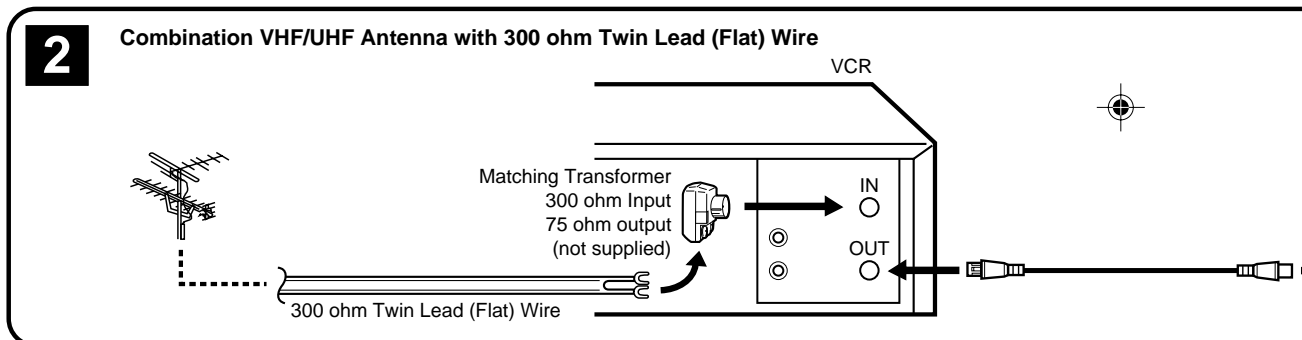 2
Combination VHF/UHF Antenna with 300 ohm Twin Lead (Flat) Wire
VCR
Matching Transformer
300 ohm Input
75 ohm output
(not supplied)
IN
OUT
300 ohm Twin Lead (Flat) Wire